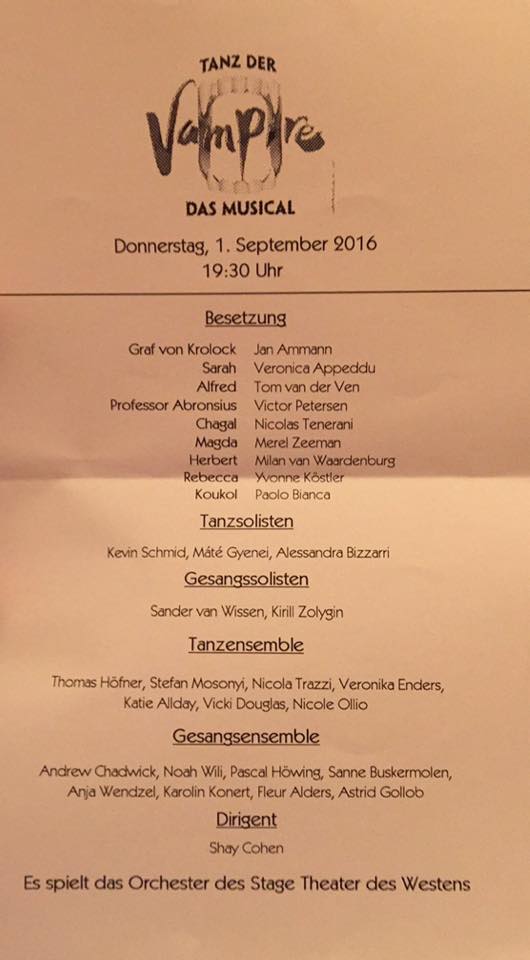 TANZ DER
Vampire
DAS MUSICAL
Donnerstag, 1. September 2016
19:30 Uhr
Besetzung
Graf von Krolock Jan Ammann
Sarah Veronica Appeddu
Alfred Tom van der Ven
Professor Abronsius Victor Petersen
Chagal Nicolas Tenerani
Magda Merel Zeeman
Herbert Milan van Waardenburg
Rebecca Yvonne Köstler
Koukol Paolo Bianca
Tanzsolisten
Kevin Schmid, Máté Gyenei, Alessandra Bizzarri
Gesangssolisten
Sander van Wissen, Kirill Zolygin
Tanzensemble
Thomas Höfner, Stefan Mosonyi, Nicola Trazzi, Veronika Enders,
Katie Allday, Vicki Douglas, Nicole Ollio
Gesangsensemble
Andrew Chadwick, Noah Wili, Pascal Höwing, Sanne Buskermolen,
Anja Wendzel, Karolin Konert, Fleur Alders, Astrid Gollob
Dirigent
Shay Cohen
Es spielt das Orchester des Stage Theater des Westens